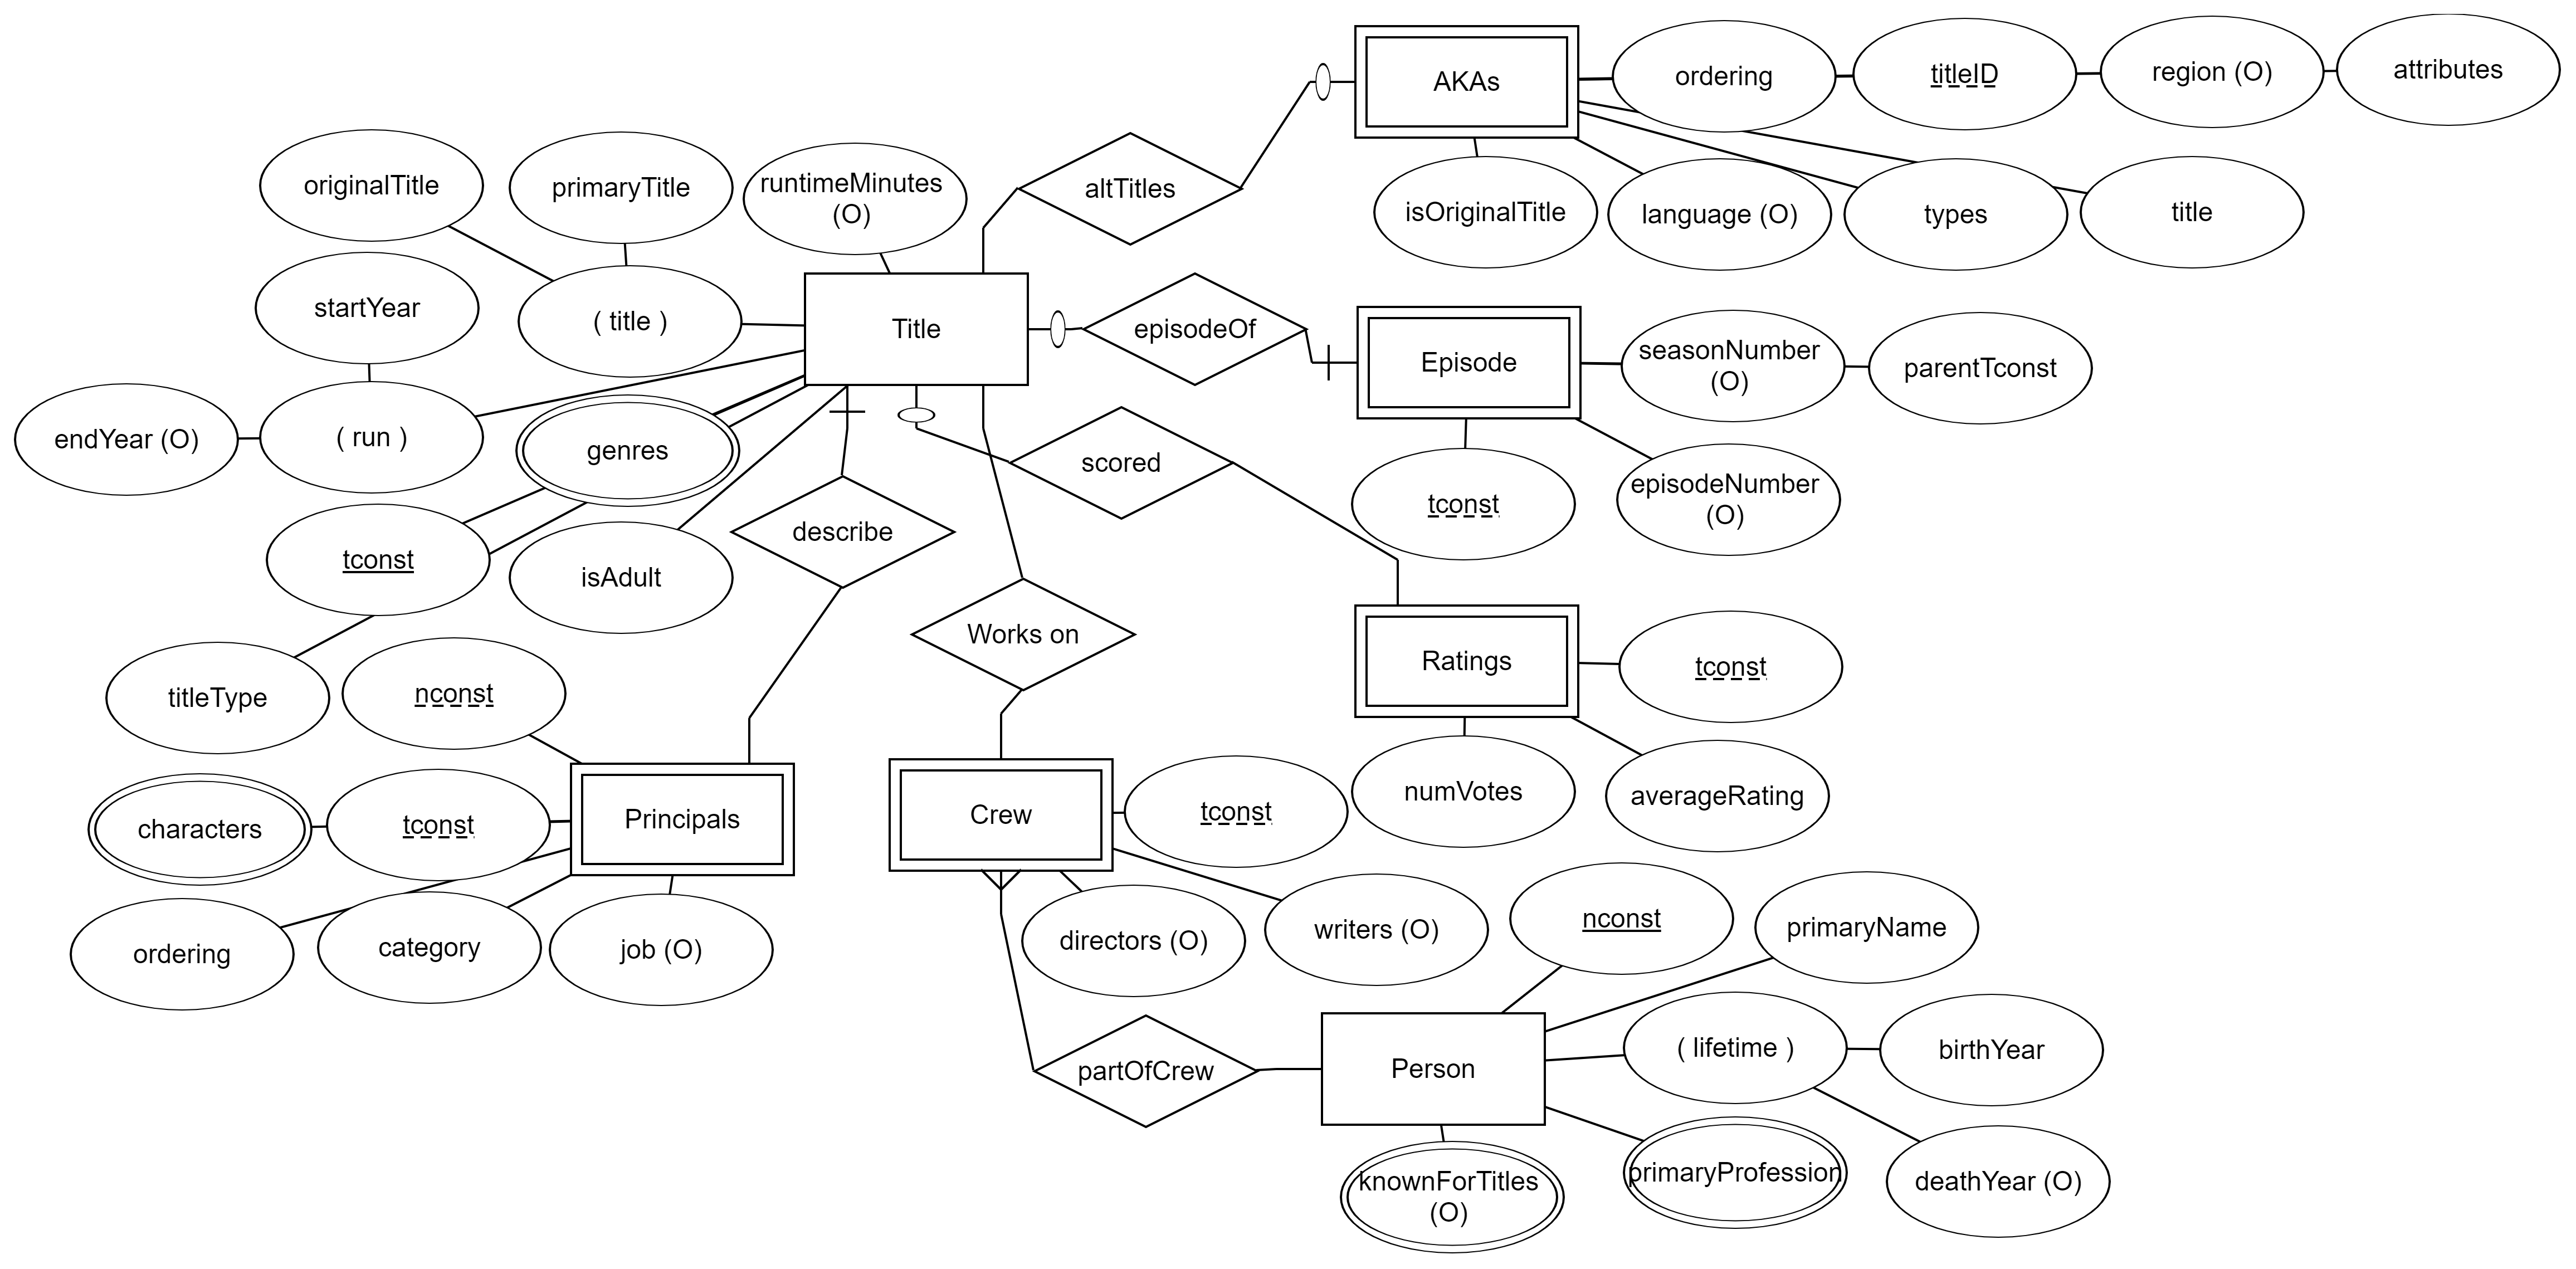 AKAs
ordering
titleID
region (O)
attributes
originalTitle
primaryTitle
runtimeMinutes
(O)
altTitles
isOriginalTitle
language (O)
types
title
startYear
( title )
Title
episodeOf
Episode
seasonNumber
(O)
parentTconst
endYear (O)
( run )
genres
scored
tconst
episodeNumber
(O)
tconst
isAdult
describe
Works on
Ratings
tconst
titleType
nconst
numVotes
averageRating
characters
tconst
Principals
Crew
tconst
ordering
category
job (O)
directors (O)
writers (O)
nconst
primaryName
partOfCrew
Person
( lifetime )
birthYear
knownForTitles
(O)
primaryProfession
deathYear (O)